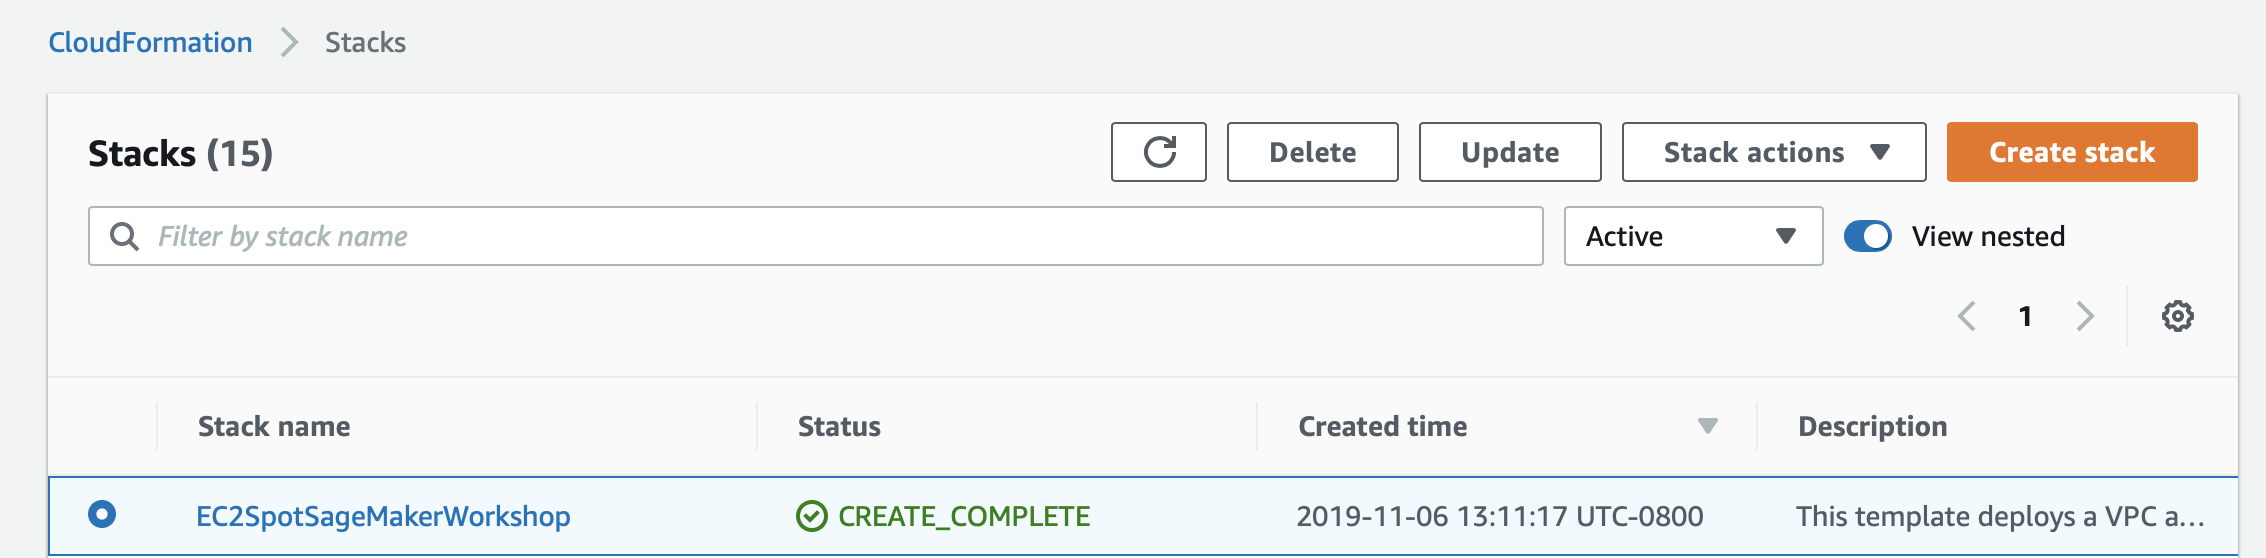 CloudFormation Stacks
Stacks (15)
Delete Update Stack actions Create stack
Filter by stack name Active View nested
1
Stack name Status Created time Description
EC2SpotSageMakerWorkshop CREATE_COMPLETE 2019-11-06 13:11:17 UTC-0800 This template deploys a VPC a...